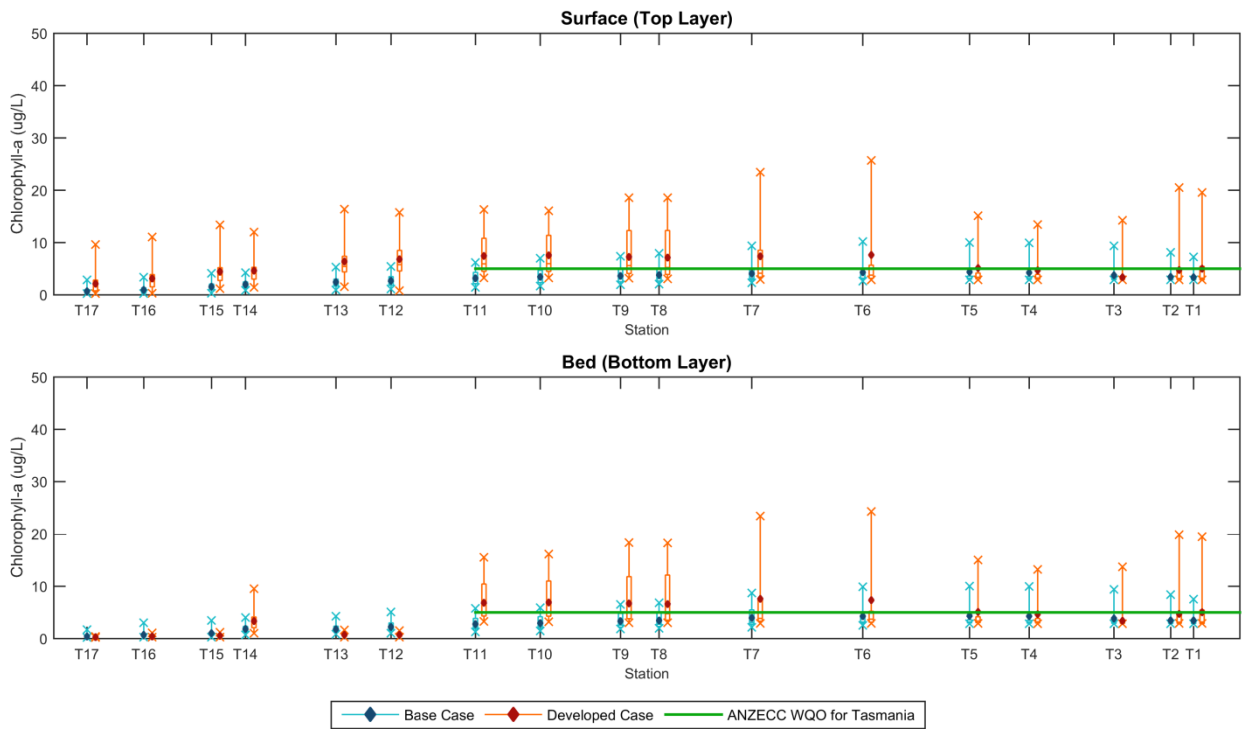 Surface (Top Layer)
50
40
30
20
10
0
Chlorophyll-a (ug/L)
T17 T16 T15 T14 T13 T12 T11 T10 T9 T8 T7 T6 T5 T4 T3 T2 T1
Station
Bed (Bottom Layer)
50
40
30
20
10
0
Chlorophyll-a (ug/L)
T17 T16 T15 T14 T13 T12 T11 T10 T9 T8 T7 T6 T5 T4 T3 T2 T1
Station
Base Case Developed Case ANZECC WQO for Tasmania